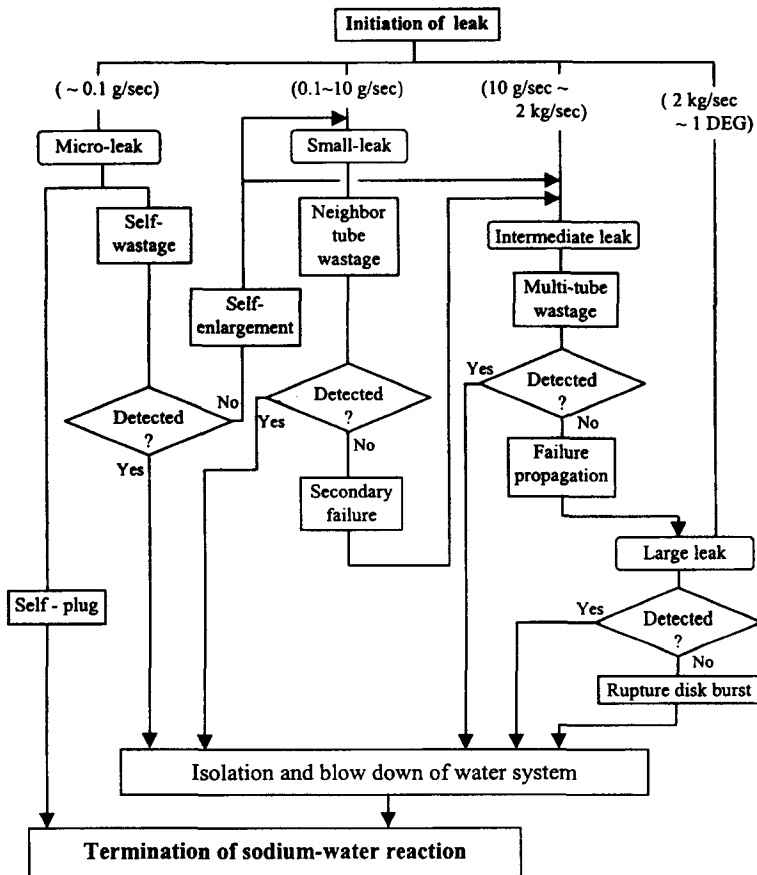 Initiation of leak
(~ 0.1 g/sec)
(0.1~10 g/sec)
(10 g/sec ~
2 kg/sec)
( 2 kg/sec
~ 1 DEG)
Micro-leak
Small-leak
Self-
wastage
Neighbor
tube
wastage
Intermediate leak
Self-
enlargement
Multi-tube
wastage
Detected
?
No
Yes
Detected
?
Yes
No
Detected
?
Yes
No
Secondary
failure
Failure
propagation
Large leak
Self - plug
Detected
?
Yes
No
Rupture disk burst
Isolation and blow down of water system
Termination of sodium-water reaction